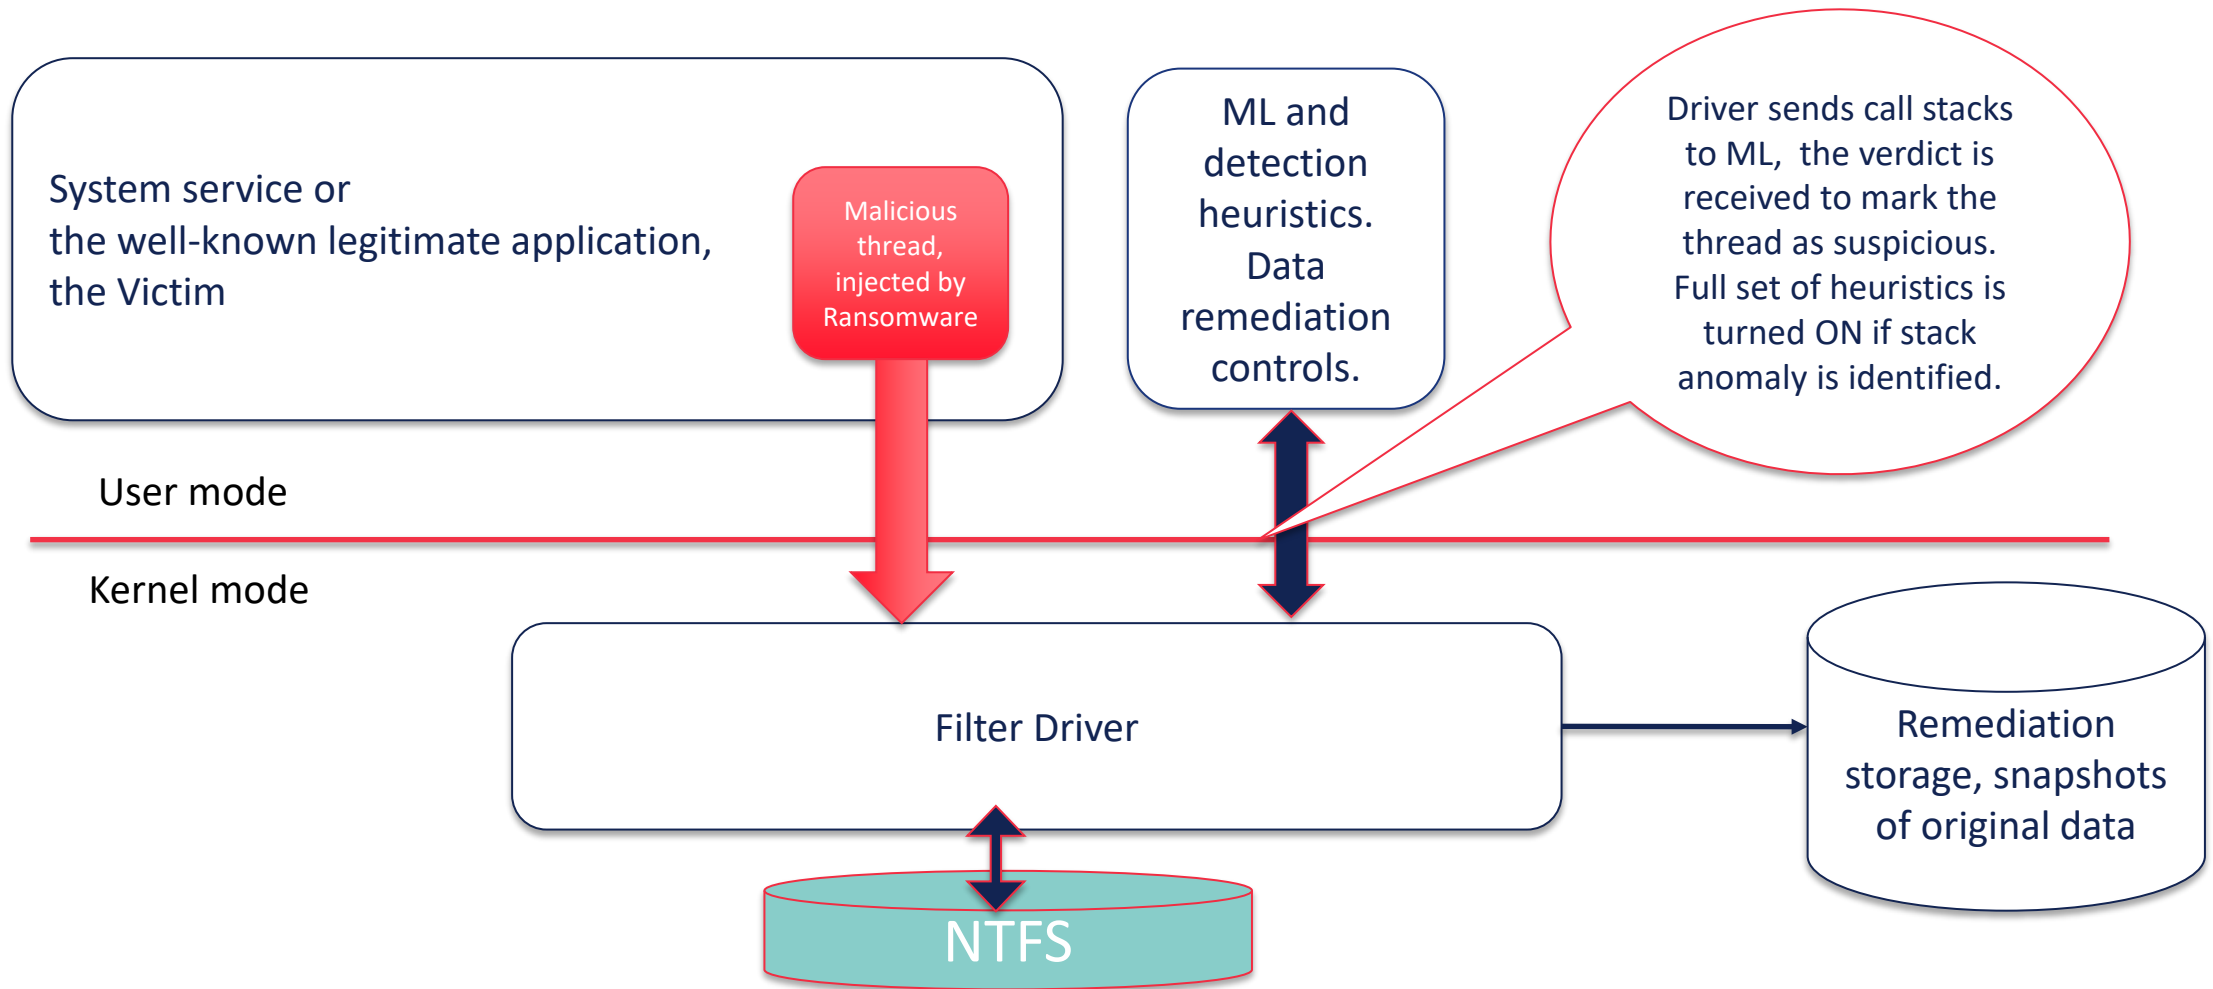 System service or
the well-known legitimate application,
the Victim
Malicious
thread,
injected by
Ransomware
ML and
detection
heuristics.
Data
remediation
controls.
Driver sends call stacks
to ML,  the verdict is
received to mark the
thread as suspicious.
Full set of heuristics is
turned ON if stack
anomaly is identified.
User mode
Kernel mode
Filter Driver
Remediation
storage, snapshots
of original data
NTFS